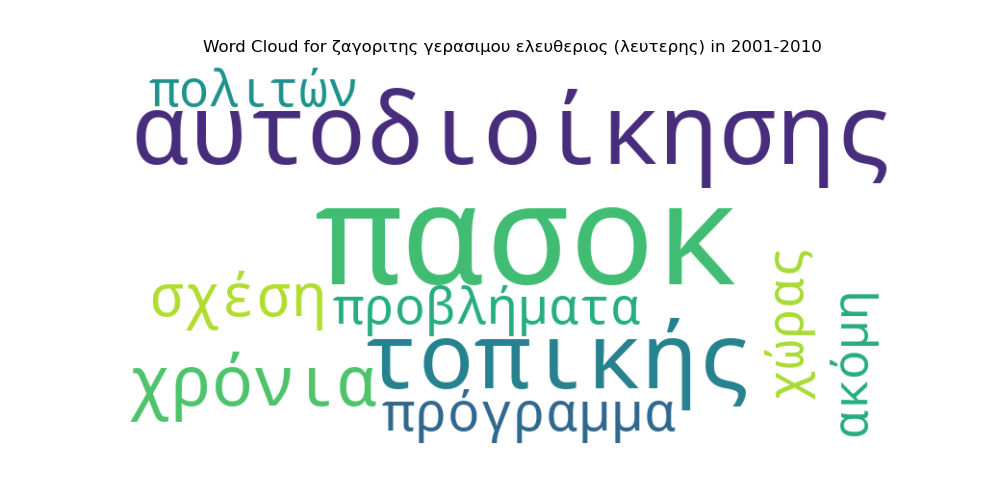 Word Cloud for ζαγοριτης γερασιμου ελευθεριος (λευτερης) in 2001-2010
πολιτών
αυτοδιοίκησης
πασοκ
σχέση
προβλήματα
χώρας
ακόμη
τοπικής
χρόνια
πρόγραμμα